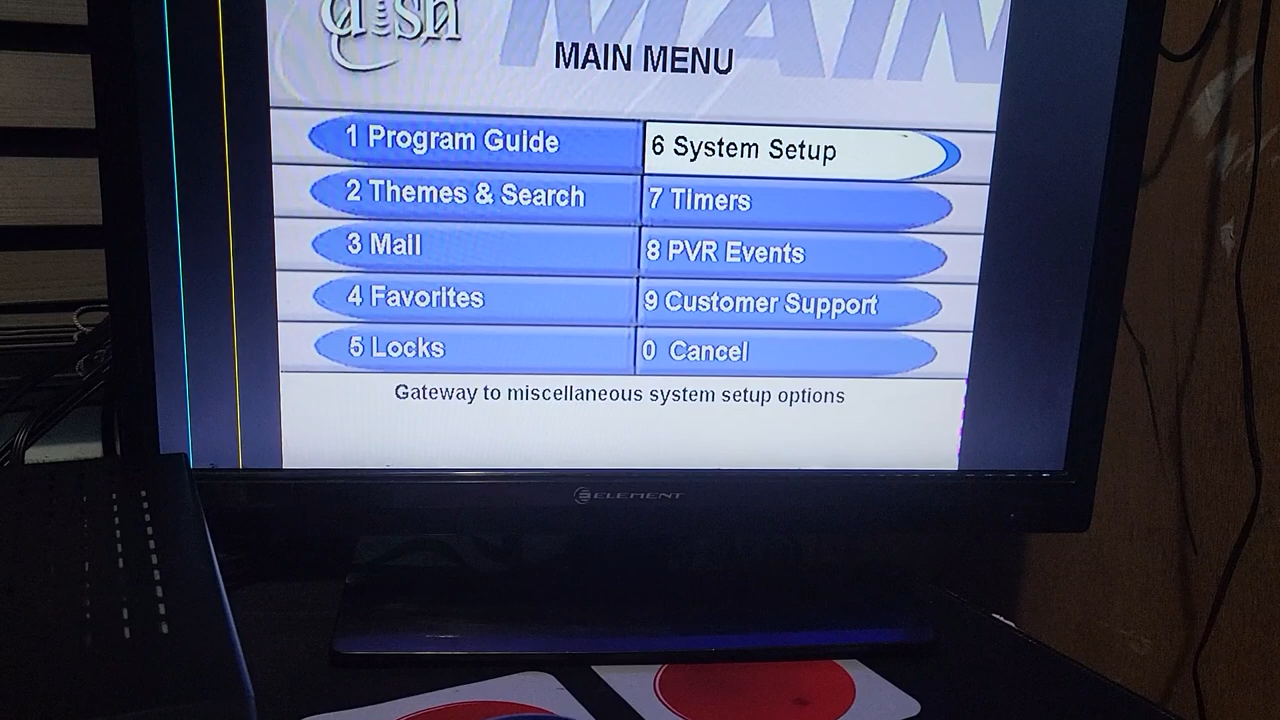 dish
MAIN
MAIN MENU
1 Program Guide
2 Themes & Search
3 Mail
4 Favorites
5 Locks
6 System Setup
7 Timers
8 PVR Events
9 Customer Support
0 Cancel
Gateway to miscellaneous system setup options
ELEMENT